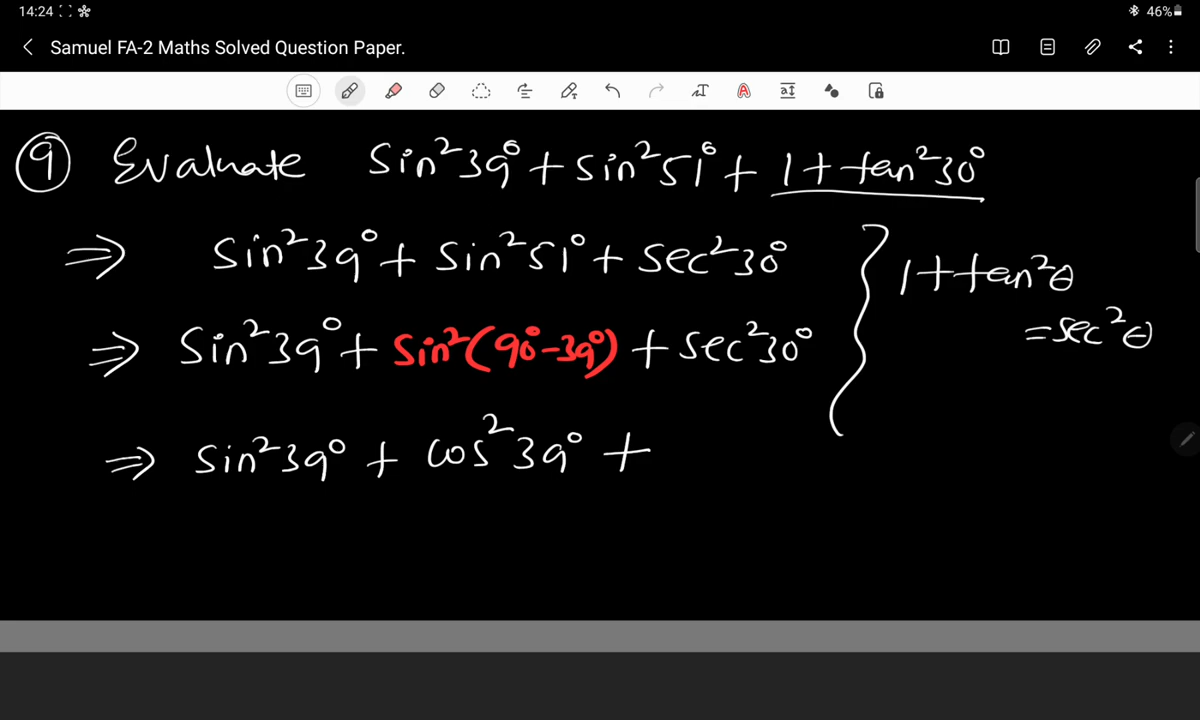 14:24 46%
Samuel FA-2 Maths Solved Question Paper.
⑨ Evaluate sin²39° + sin²51° + 1 + tan²30°
⇒ sin²39° + sin²51° + sec²30°
1 + tan²θ
= sec²θ
⇒ sin²39° + sin²(90° - 39°) + sec²30°
⇒ sin²39° + cos²39° +